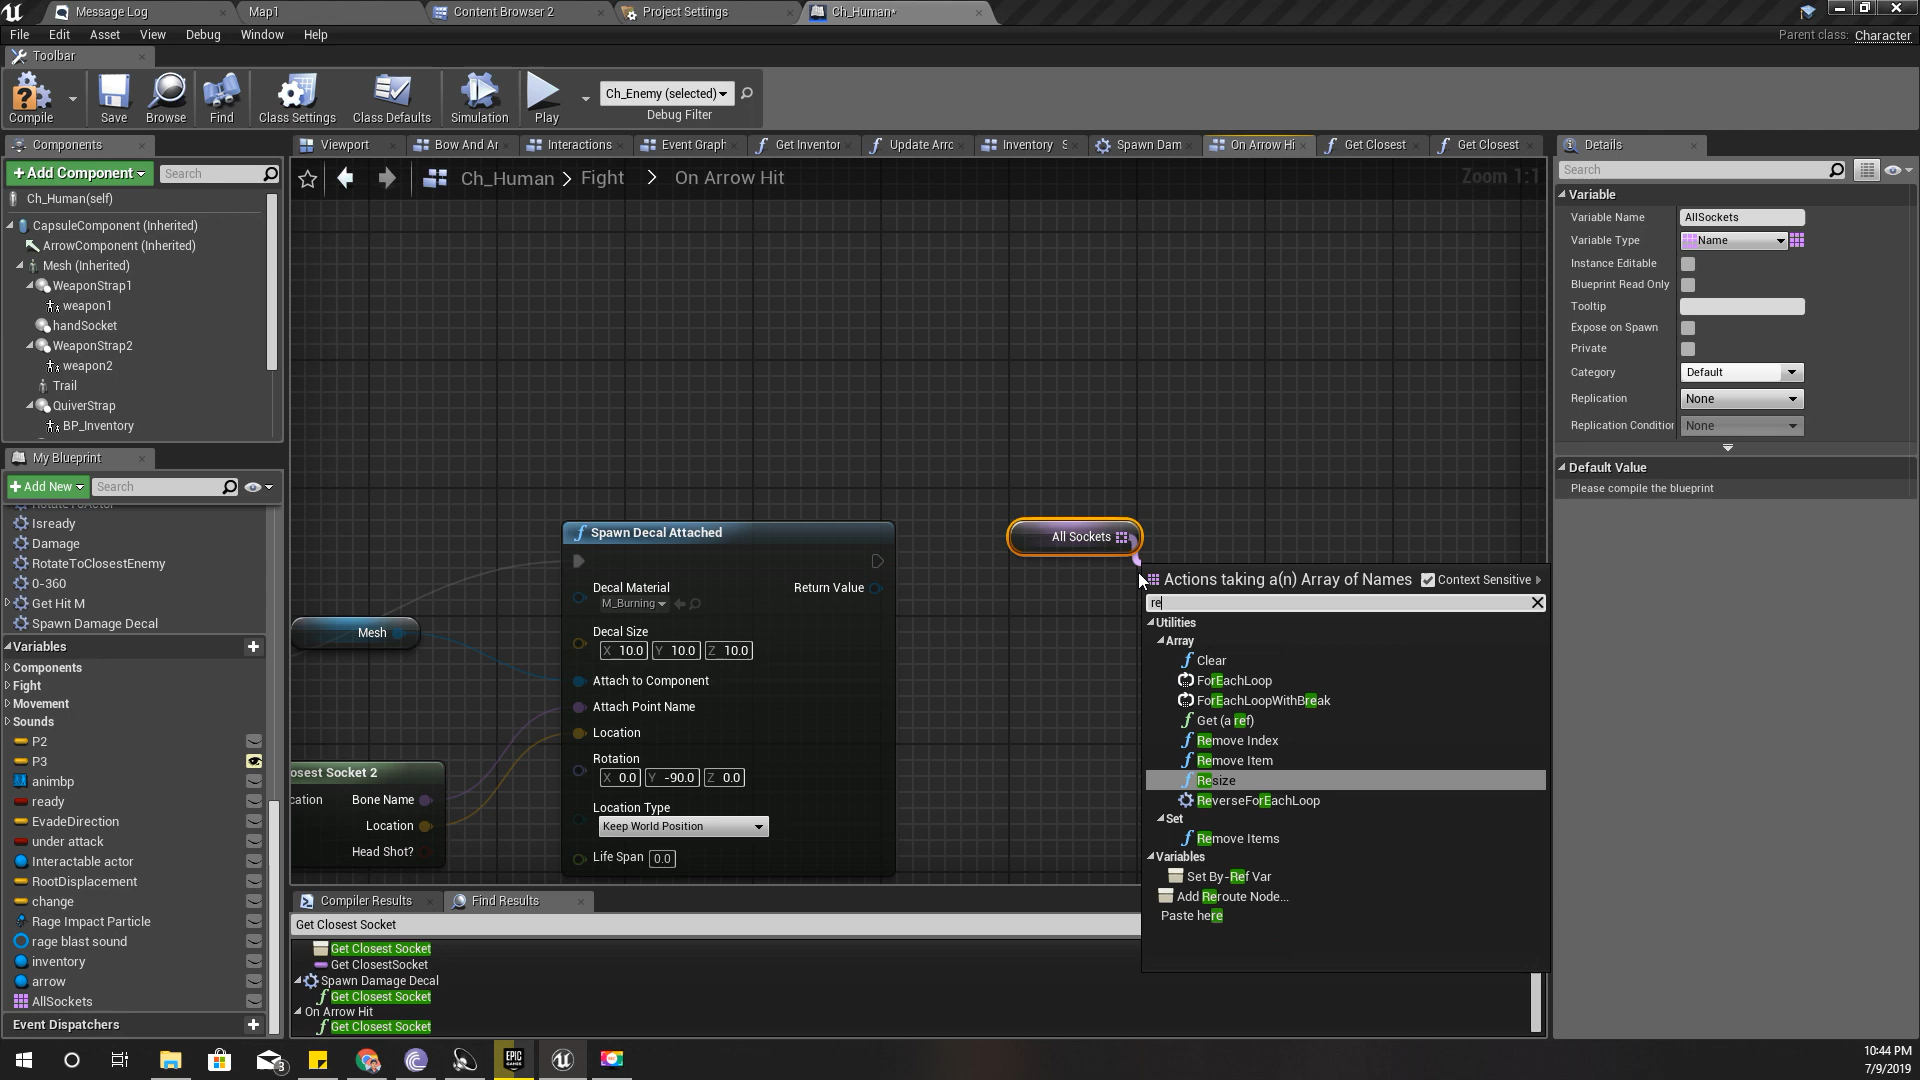 Message Log
Map1
Content Browser 2
Project Settings
Ch_Human*
File Edit Asset View Debug Window Help
Parent class: Character
Toolbar
Compile
Save
Browse
Find
Class Settings
Class Defaults
Simulation
Play
Ch_Enemy (selected)
Debug Filter
Components
+Add Component
Search
Ch_Human(self)
CapsuleComponent (Inherited)
ArrowComponent (Inherited)
Mesh (Inherited)
WeaponStrap1
weapon1
handSocket
WeaponStrap2
weapon2
Trail
QuiverStrap
BP_Inventory
My Blueprint
+Add New
Search
RotateToActor
Isready
Damage
RotateToClosestEnemy
0-360
Get Hit M
Spawn Damage Decal
Variables
Components
Fight
Movement
Sounds
P2
P3
animbp
ready
EvadeDirection
under attack
Interactable actor
RootDisplacement
change
Rage Impact Particle
rage blast sound
inventory
arrow
AllSockets
Event Dispatchers
Viewport
Bow And Ar
Interactions
Event Graph
Get Inventor
Update Arrc
Inventory S
Spawn Dam
On Arrow Hi
Get Closest
Get Closest
Ch_Human > Fight > On Arrow Hit
Zoom 1:1
Mesh
osest Socket 2
cation
Bone Name
Location
Head Shot?
Spawn Decal Attached
Decal Material
M_Burning
Return Value
Decal Size
X 10.0 Y 10.0 Z 10.0
Attach to Component
Attach Point Name
Location
Rotation
X 0.0 Y -90.0 Z 0.0
Location Type
Keep World Position
Life Span 0.0
All Sockets
Actions taking a(n) Array of Names
Context Sensitive
re
Utilities
Array
Clear
ForEachLoop
ForEachLoopWithBreak
Get (a ref)
Remove Index
Remove Item
Resize
ReverseForEachLoop
Set
Remove Items
Variables
Set By-Ref Var
Add Reroute Node...
Paste here
Compiler Results
Find Results
Get Closest Socket
Get Closest Socket
Get ClosestSocket
Spawn Damage Decal
Get Closest Socket
On Arrow Hit
Get Closest Socket
Details
Search
Variable
Variable Name AllSockets
Variable Type Name
Instance Editable
Blueprint Read Only
Tooltip
Expose on Spawn
Private
Category Default
Replication None
Replication Condition None
Default Value
Please compile the blueprint
3
EPIC GAMES
10:44 PM
7/9/2019